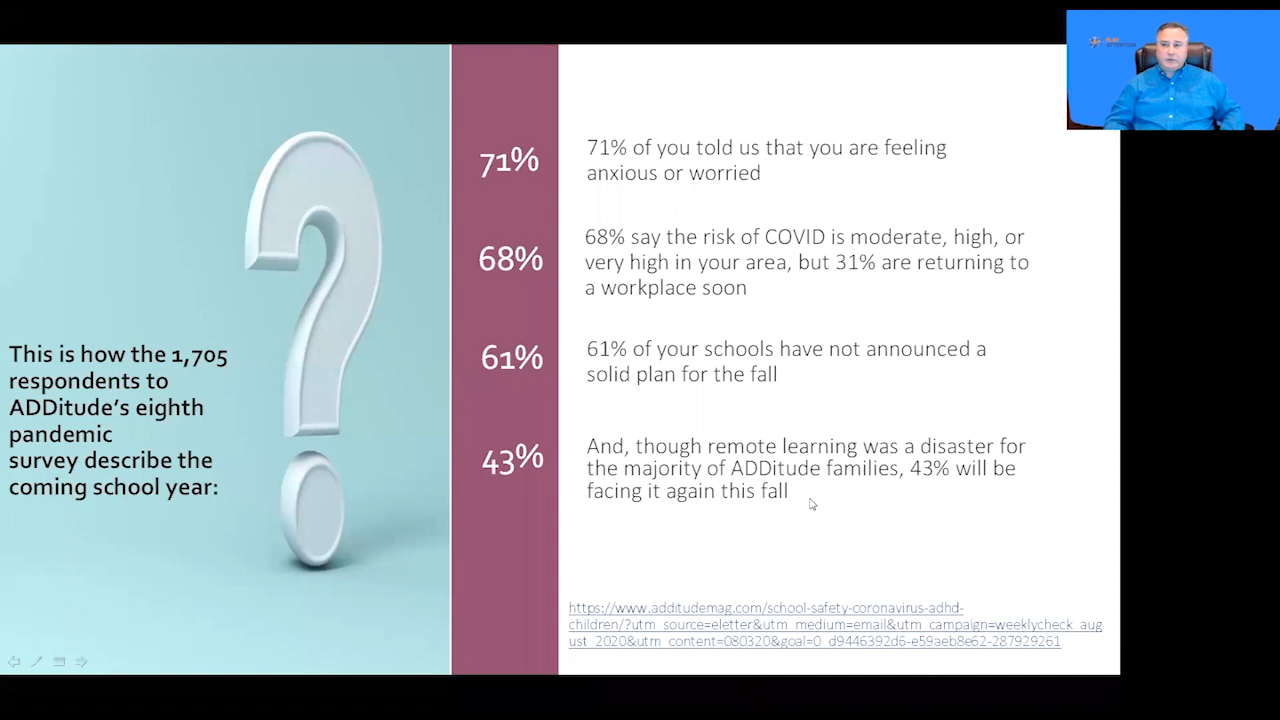 This is how the 1,705
respondents to
ADDitude's eighth
pandemic
survey describe the
coming school year:
71%
71% of you told us that you are feeling
anxious or worried
68%
68% say the risk of COVID is moderate, high, or
very high in your area, but 31% are returning to
a workplace soon
61%
61% of your schools have not announced a
solid plan for the fall
43%
And, though remote learning was a disaster for
the majority of ADDitude families, 43% will be
facing it again this fall
https://www.additudemag.com/school-safety-coronavirus-adhd-
children/?utm_source=eletter&utm_medium=email&utm_campaign=weeklycheck_aug
ust_2020&utm_content=080320&goal=0_d9446392d6-e59aeb8e62-287929261